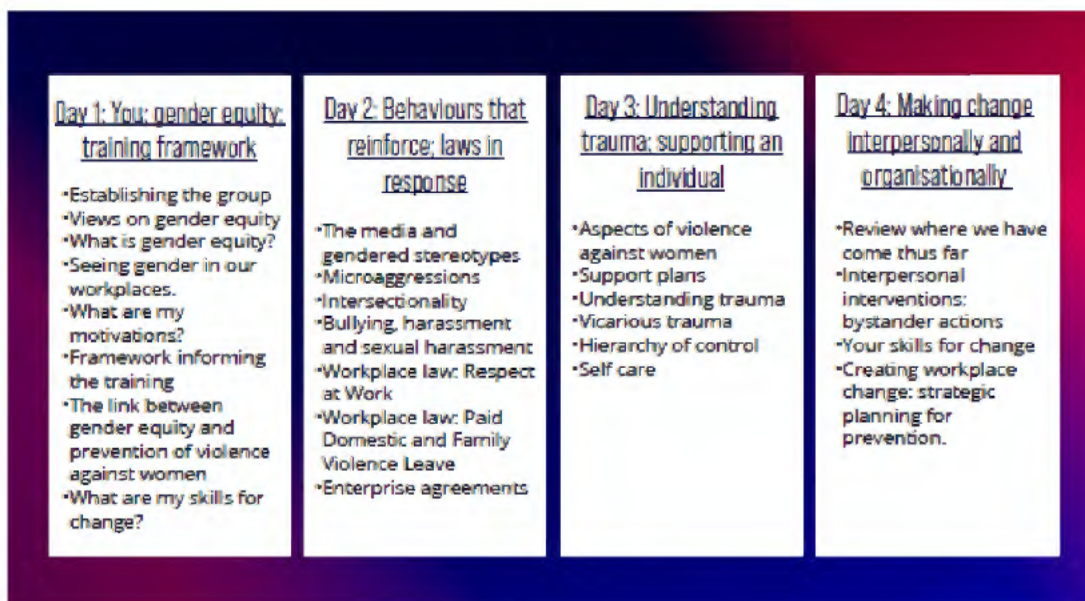 Day 1: You; gender equity;
training framework
•Establishing the group
•Views on gender equity
•What is gender equity?
•Seeing gender in our
workplaces.
•What are my
motivations?
•Framework informing
the training
•The link between
gender equity and
prevention of violence
against women
•What are my skills for
change?
Day 2: Behaviours that
reinforce; laws in
response
•The media and
gendered stereotypes
•Microaggressions
•Intersectionality
•Bullying, harassment
and sexual harassment
•Workplace law: Respect
at Work
•Workplace law: Paid
Domestic and Family
Violence Leave
•Enterprise agreements
Day 3: Understanding
trauma; supporting an
individual
•Aspects of violence
against women
•Support plans
•Understanding trauma
•Vicarious trauma
•Hierarchy of control
•Self care
Day 4: Making change
interpersonally and
organisationally
•Review where we have
come thus far
•Interpersonal
interventions:
bystander actions
•Your skills for change
•Creating workplace
change: strategic
planning for
prevention.